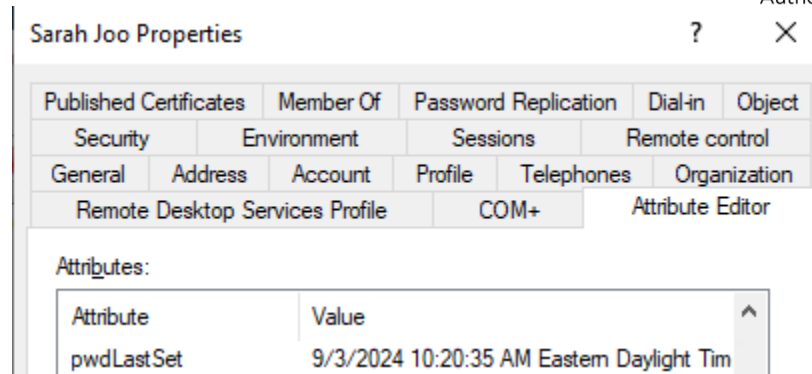 Autho
Sarah Joo Properties ? ×
Published Certificates Member Of Password Replication Dial-in Object
Security Environment Sessions Remote control
General Address Account Profile Telephones Organization
Remote Desktop Services Profile COM+ Attribute Editor
Attributes:
Attribute Value
pwdLastSet 9/3/2024 10:20:35 AM Eastern Daylight Tim